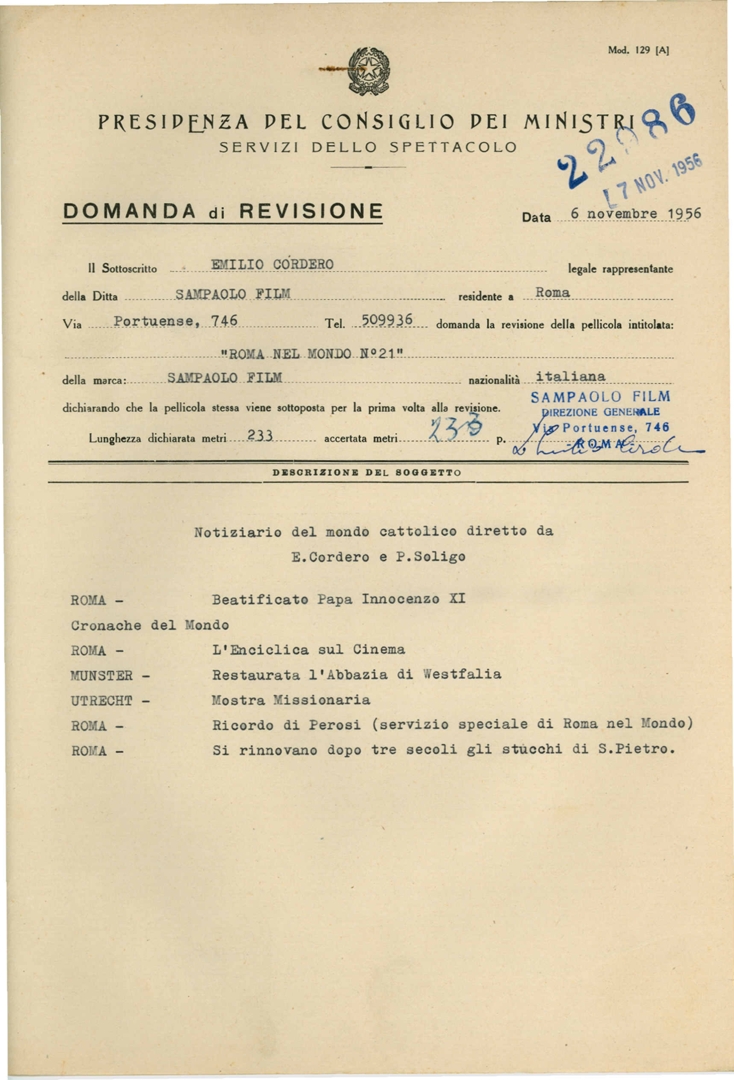 Mod. 129 [A]
PRESIDENZA DEL CONSIGLIO DEI MINISTRI
SERVIZI DELLO SPETTACOLO
22986
17 NOV. 1956
DOMANDA di REVISIONE
Data 6 novembre 1956
Il Sottoscritto EMILIO CORDERO legale rappresentante
della Ditta SAMPAOLO FILM residente a Roma
Via Portuense, 746 Tel. 509936 domanda la revisione della pellicola intitolata:
"ROMA NEL MONDO N°21"
della marca: SAMPAOLO FILM nazionalità italiana
dichiarando che la pellicola stessa viene sottoposta per la prima volta alla revisione.
SAMPAOLO FILM
DIREZIONE GENERALE
Via Portuense, 746
- ROMA -
Lunghezza dichiarata metri 233 accertata metri 233 p.
DESCRIZIONE DEL SOGGETTO
Notiziario del mondo cattolico diretto da
E.Cordero e P.Soligo
ROMA - Beatificato Papa Innocenzo XI
Cronache del Mondo
ROMA - L'Enciclica sul Cinema
MUNSTER - Restaurata l'Abbazia di Westfalia
UTRECHT - Mostra Missionaria
ROMA - Ricordo di Perosi (servizio speciale di Roma nel Mondo)
ROMA - Si rinnovano dopo tre secoli gli stucchi di S.Pietro.